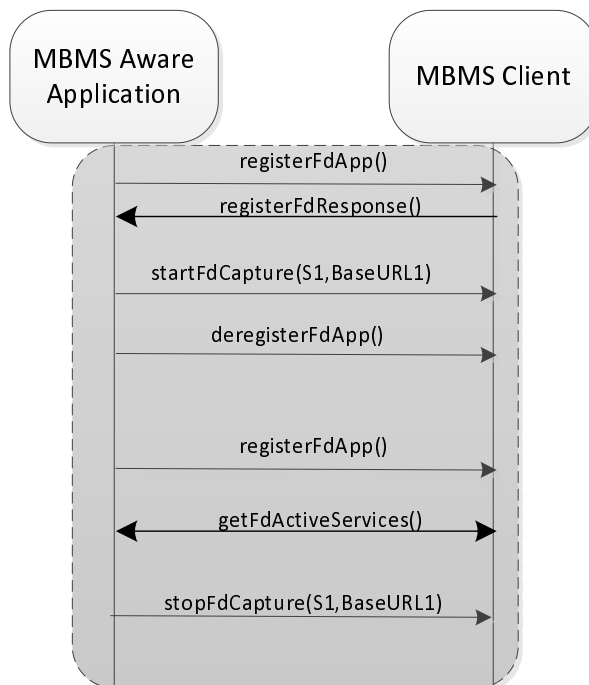 MBMS Aware
Application
MBMS Client
registerFdApp()
registerFdResponse()
startFdCapture(S1,BaseURL1)
deregisterFdApp()
registerFdApp()
getFdActiveServices()
stopFdCapture(S1,BaseURL1)